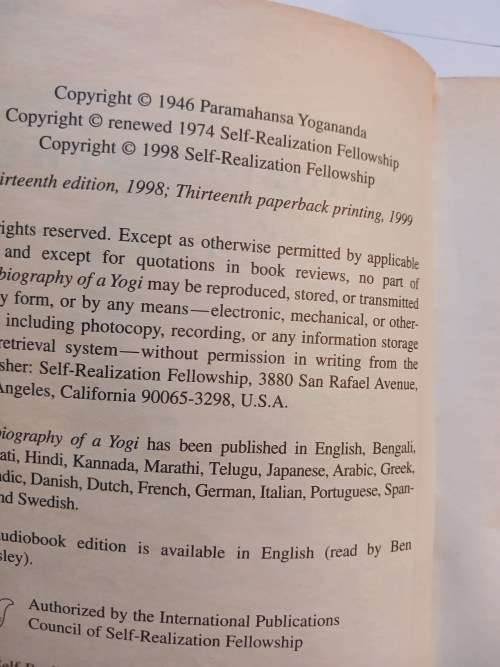 Copyright © 1946 Paramahansa Yogananda
Copyright © renewed 1974 Self-Realization Fellowship
Copyright © 1998 Self-Realization Fellowship
irteenth edition, 1998; Thirteenth paperback printing, 1999
rights reserved. Except as otherwise permitted by applicable
and except for quotations in book reviews, no part of
biography of a Yogi may be reproduced, stored, or transmitted
y form, or by any means—electronic, mechanical, or other-
including photocopy, recording, or any information storage
retrieval system—without permission in writing from the
sher: Self-Realization Fellowship, 3880 San Rafael Avenue,
Angeles, California 90065-3298, U.S.A.
biography of a Yogi has been published in English, Bengali,
ati, Hindi, Kannada, Marathi, Telugu, Japanese, Arabic, Greek,
ndic, Danish, Dutch, French, German, Italian, Portuguese, Span-
nd Swedish.
udiobook edition is available in English (read by Ben
sley).
Authorized by the International Publications
Council of Self-Realization Fellowship